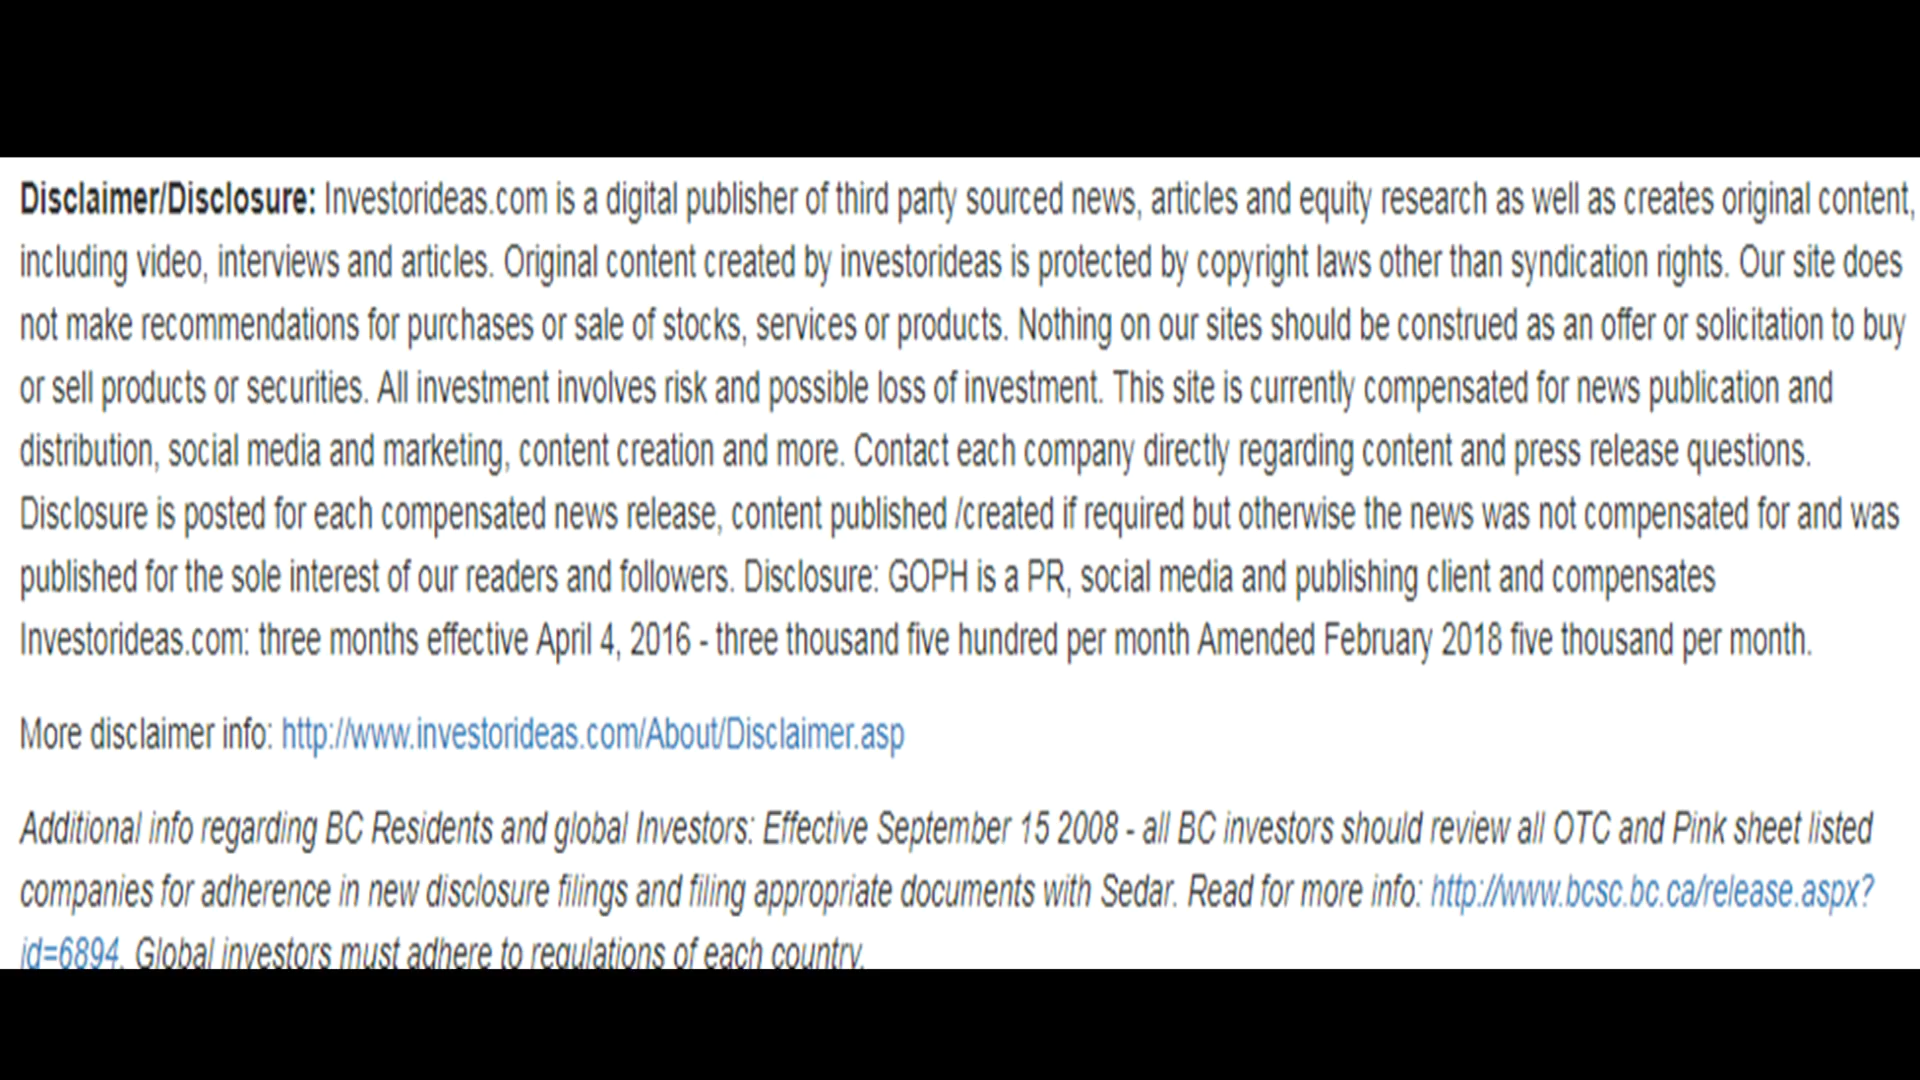 Disclaimer/Disclosure: Investorideas.com is a digital publisher of third party sourced news, articles and equity research as well as creates original content,
including video, interviews and articles. Original content created by investorideas is protected by copyright laws other than syndication rights. Our site does
not make recommendations for purchases or sale of stocks, services or products. Nothing on our sites should be construed as an offer or solicitation to buy
or sell products or securities. All investment involves risk and possible loss of investment. This site is currently compensated for news publication and
distribution, social media and marketing, content creation and more. Contact each company directly regarding content and press release questions.
Disclosure is posted for each compensated news release, content published /created if required but otherwise the news was not compensated for and was
published for the sole interest of our readers and followers. Disclosure: GOPH is a PR, social media and publishing client and compensates
Investorideas.com: three months effective April 4, 2016 - three thousand five hundred per month Amended February 2018 five thousand per month.
More disclaimer info: http://www.investorideas.com/About/Disclaimer.asp
Additional info regarding BC Residents and global Investors: Effective September 15 2008 - all BC investors should review all OTC and Pink sheet listed
companies for adherence in new disclosure filings and filing appropriate documents with Sedar. Read for more info: http://www.bcsc.bc.ca/release.aspx?
id=6894. Global investors must adhere to regulations of each country.